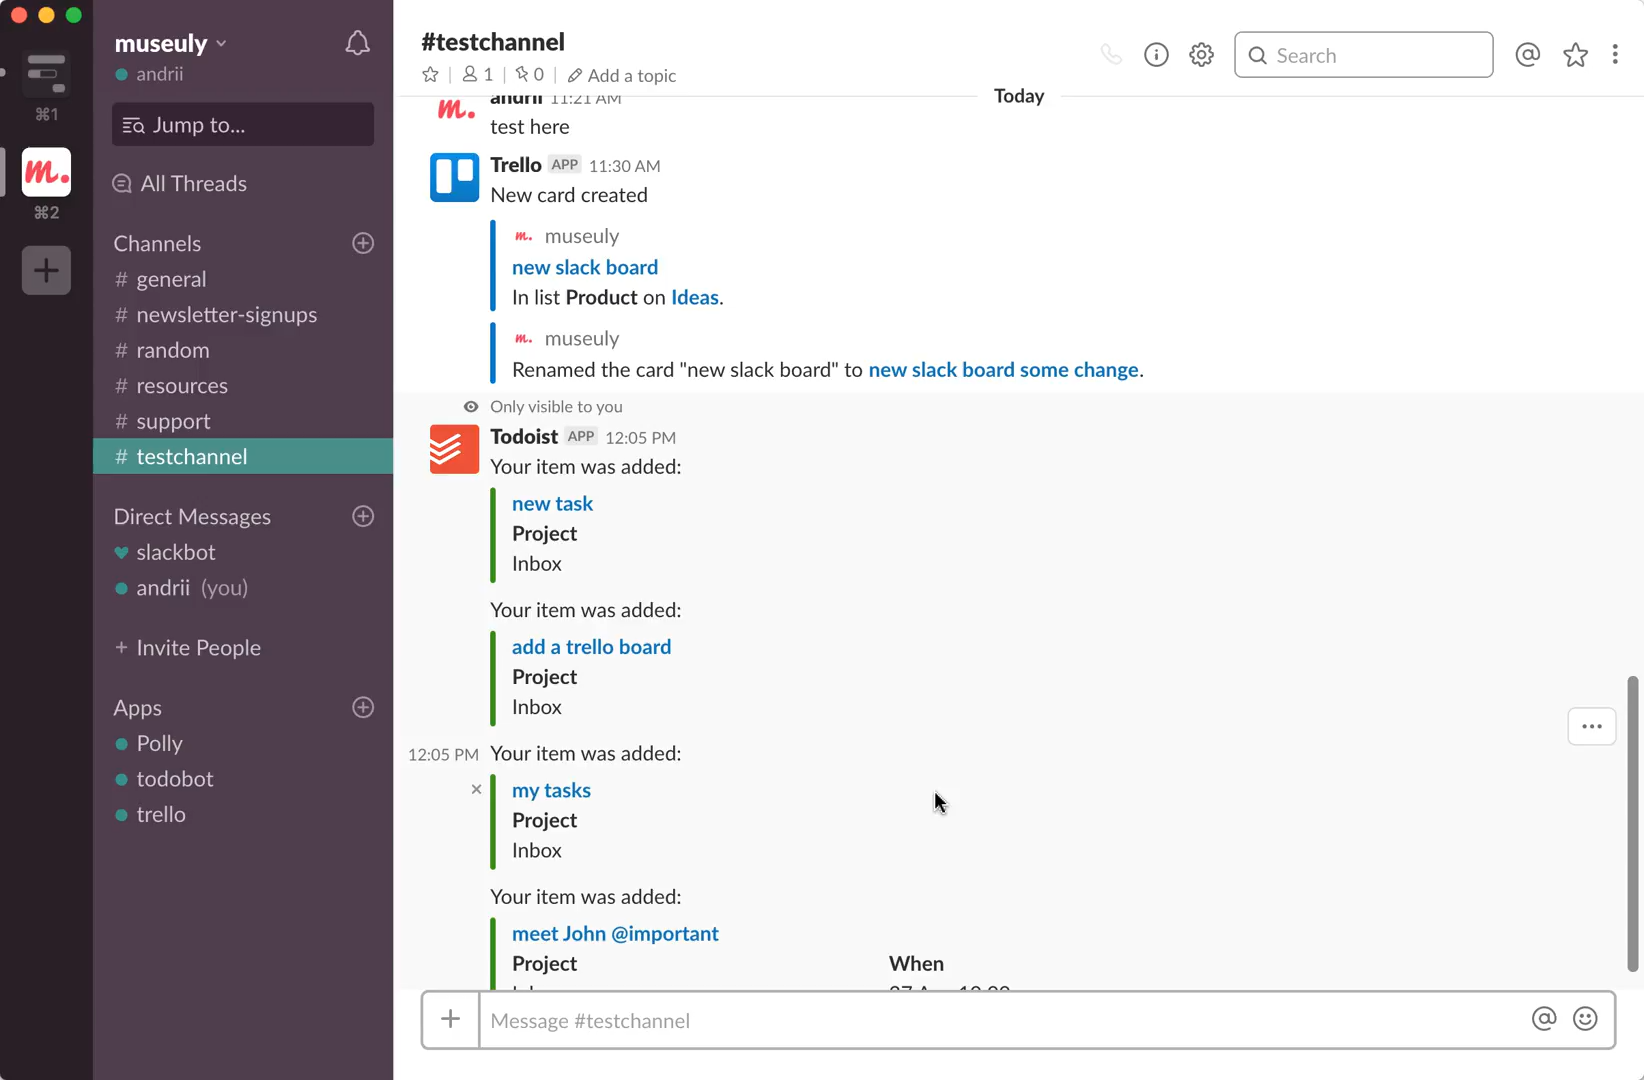 ⌘1
m.
⌘2
museuly
andrii
Jump to...
All Threads
Channels
# general
# newsletter-signups
# random
# resources
# support
# testchannel
Direct Messages
slackbot
andrii (you)
+ Invite People
Apps
Polly
todobot
trello
#testchannel
1 | 0 | Add a topic
Search
Today
m.
andrii 11:21 AM
test here
Trello APP 11:30 AM
New card created
m. museuly
new slack board
In list Product on Ideas.
m. museuly
Renamed the card "new slack board" to new slack board some change.
Only visible to you
Todoist APP 12:05 PM
Your item was added:
new task
Project
Inbox
Your item was added:
add a trello board
Project
Inbox
12:05 PM Your item was added:
my tasks
Project
Inbox
Your item was added:
meet John @important
Project When
Message #testchannel